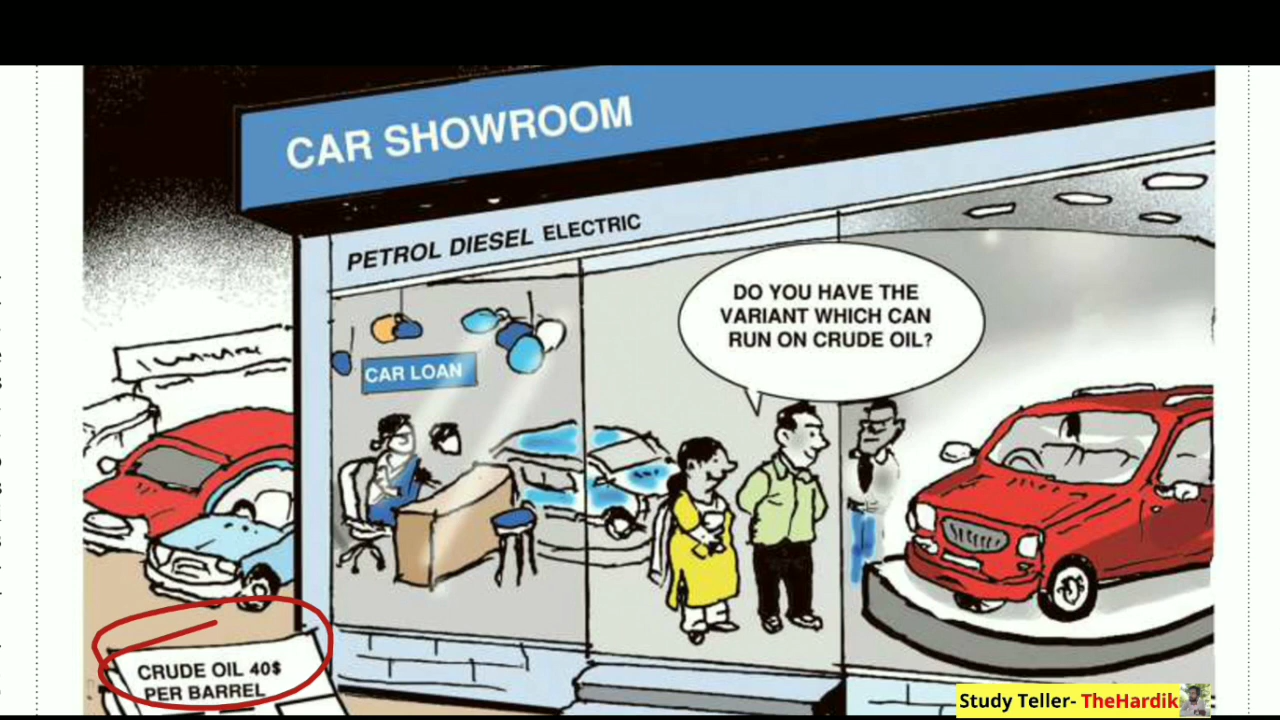 CAR SHOWROOM
PETROL DIESEL ELECTRIC
DO YOU HAVE THE
VARIANT WHICH CAN
RUN ON CRUDE OIL?
CAR LOAN
CRUDE OIL 40$
PER BARREL
Study Teller- TheHardik